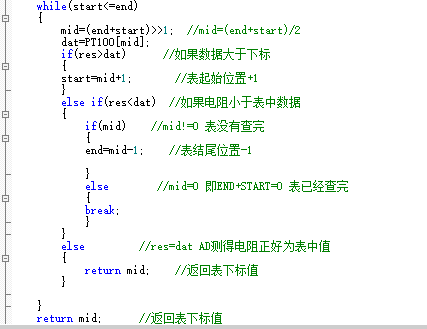 while(start<=end)
{
mid=(end+start)>>1; //mid=(end+start)/2
dat=PT100[mid];
if(res>dat) //如果数据大于下标
{
start=mid+1; //表起始位置+1
}
else if(res<dat) //如果电阻小于表中数据
{
if(mid) //mid!=0 表没有查完
{
end=mid-1; //表结尾位置-1
}
else //mid=0 即END+START=0 表已经查完
{
break;
}
}
else //res=dat AD测得电阻正好为表中值
{
return mid; //返回表下标值
}
}
return mid; //返回表下标值